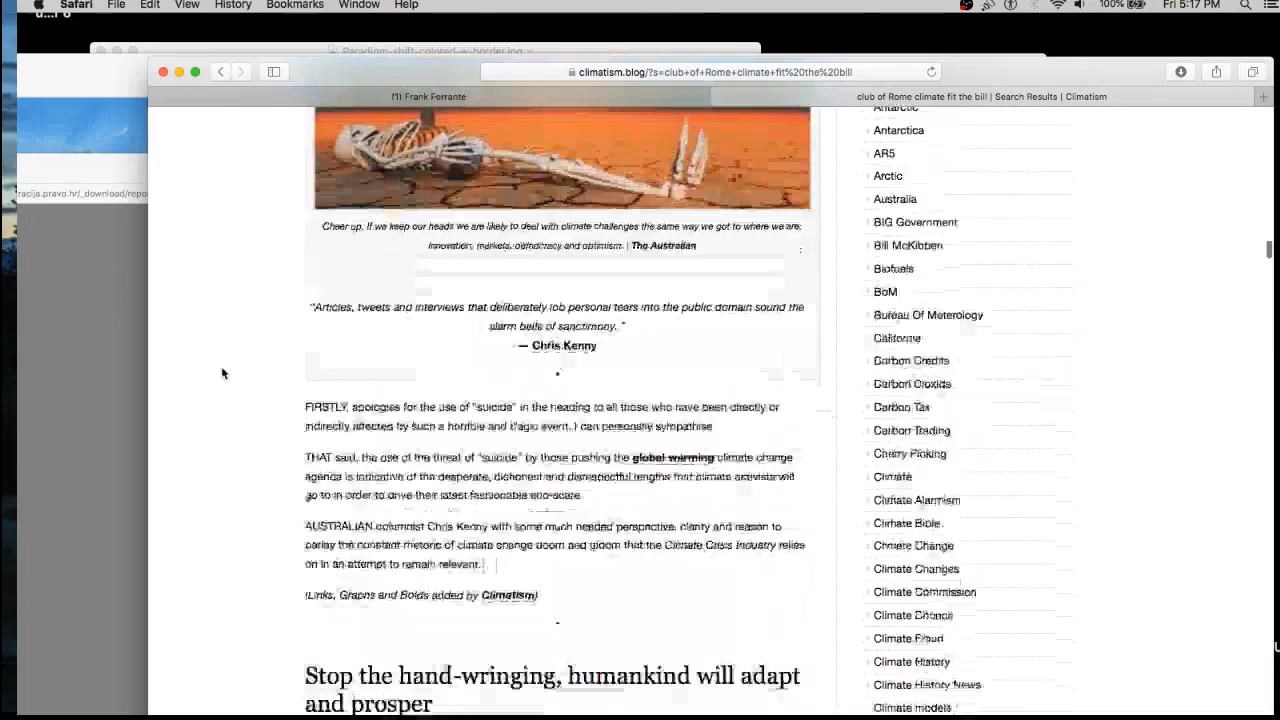 Safari File Edit View History Bookmarks Window Help 100% Fri 5:17 PM
Paradigm-shift-colored-w-border.jpg
climatism.blog/?s=club+of+Rome+climate+fit%20the%20bill
(1) Frank Ferrante
club of Rome climate fit the bill | Search Results | Climatism
racija.pravo.hr/_download/repo
Cheer up. If we keep our heads we are likely to deal with climate challenges the same way we got to where we are:
innovation, markets, democracy and optimism. | The Australian
"Articles, tweets and interviews that deliberately lob personal tears into the public domain sound the
alarm bells of sanctimony. "
— Chris Kenny
FIRSTLY, apologies for the use of "suicide" in the heading to all those who have been directly or
indirectly affected by such a horrible and tragic event. I can personally sympathise
THAT said, the use of the threat of "suicide" by those pushing the global warming climate change
agenda is indicative of the desperate, dishonest and disrespectful lengths that climate activists will
go to in order to drive their latest fashionable eco-scare.
AUSTRALIAN columnist Chris Kenny with some much needed perspective, clarity and reason to
parlay the constant rhetoric of climate change doom and gloom that the Climate Crisis Industry relies
on in an attempt to remain relevant.
(Links, Graphs and Bolds added by Climatism)
Stop the hand-wringing, humankind will adapt
and prosper
Antarctic
Antarctica
AR5
Arctic
Australia
BIG Government
Bill McKibben
Biofuels
BoM
Bureau Of Meterology
California
Carbon Credits
Carbon Dioxide
Carbon Tax
Carbon Trading
Cherry Picking
Climate
Climate Alarmism
Climate Bible
Climate Change
Climate Changes
Climate Commission
Climate Dhance
Climate Fraud
Climate History
Climate History News
Climate models